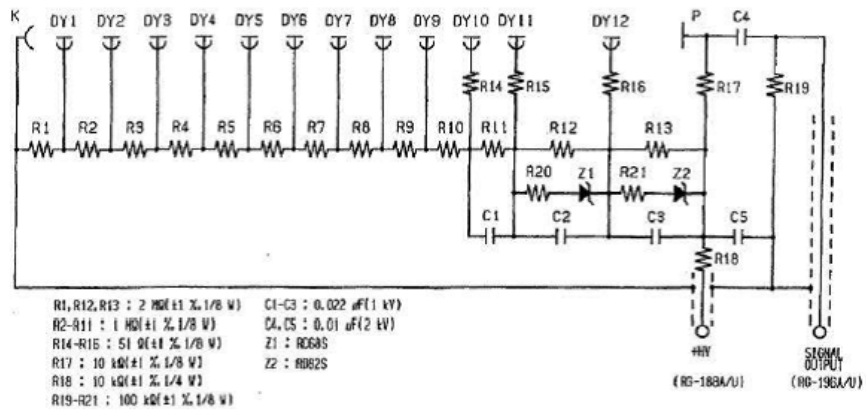 K DY1 DY2 DY3 DY4 DY5 DY6 DY7 DY8 DY9 DY10 DY11 DY12 P C4
R14 R15 R16 R17 R19
R1 R2 R3 R4 R5 R6 R7 R8 R9 R10 R11 R12 R13
R20 Z1 R21 Z2
C1 C2 C3 C5
R18
R1,R12,R13 : 2 MΩ(±1 %,1/8 W)
R2-R11 : 1 MΩ(±1 %,1/8 W)
R14-R16 : 51 Ω(±1 %,1/8 W)
R17 : 10 kΩ(±1 %,1/8 W)
R18 : 10 kΩ(±1 %,1/4 W)
R19-R21 : 100 kΩ(±1 %,1/8 W)
C1-C3 : 0.022 µF(1 kV)
C4,C5 : 0.01 µF(2 kV)
Z1 : RD68S
Z2 : RD82S
+HV
(RG-188A/U)
SIGNAL
OUTPUT
(RG-196A/U)